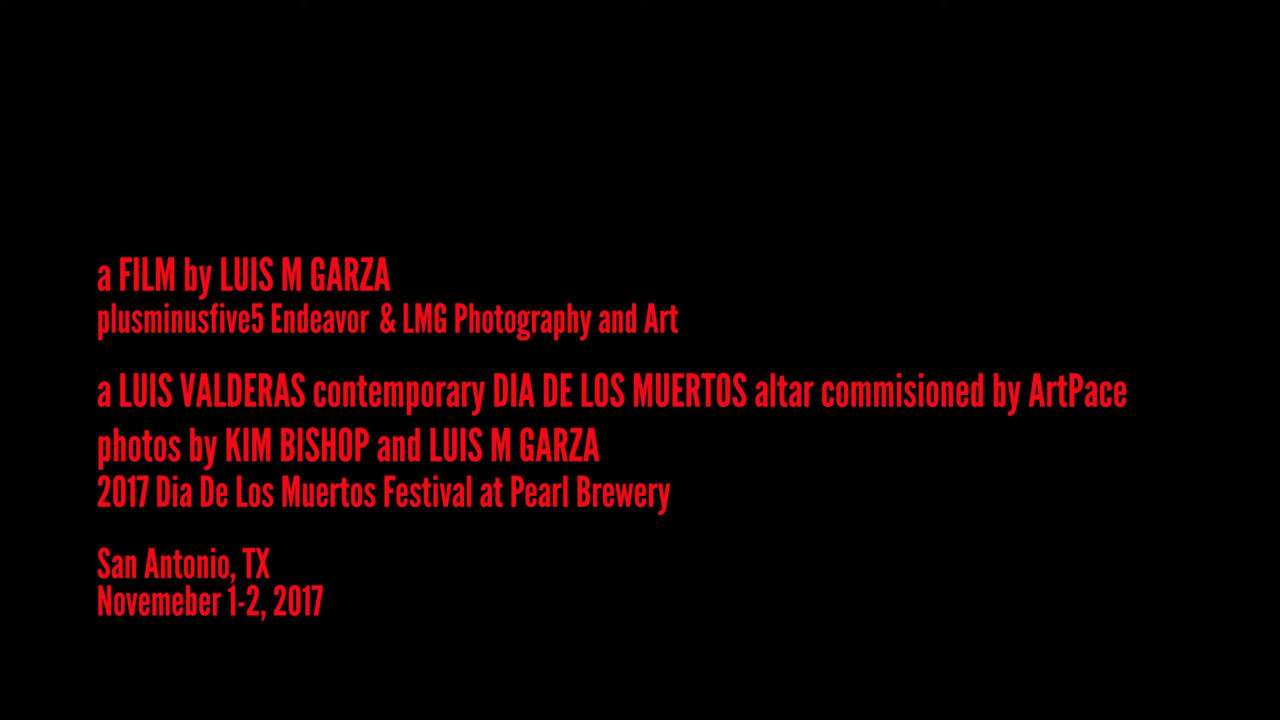 a FILM by LUIS M GARZA
plusminusfive5 Endeavor & LMG Photography and Art
a LUIS VALDERAS contemporary DIA DE LOS MUERTOS altar commisioned by ArtPace
photos by KIM BISHOP and LUIS M GARZA
2017 Dia De Los Muertos Festival at Pearl Brewery
San Antonio, TX
Novemeber 1-2, 2017